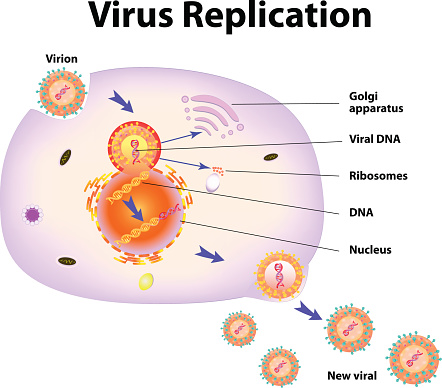 Virus Replication
Virion
Golgi
apparatus
Viral DNA
Ribosomes
DNA
Nucleus
New viral